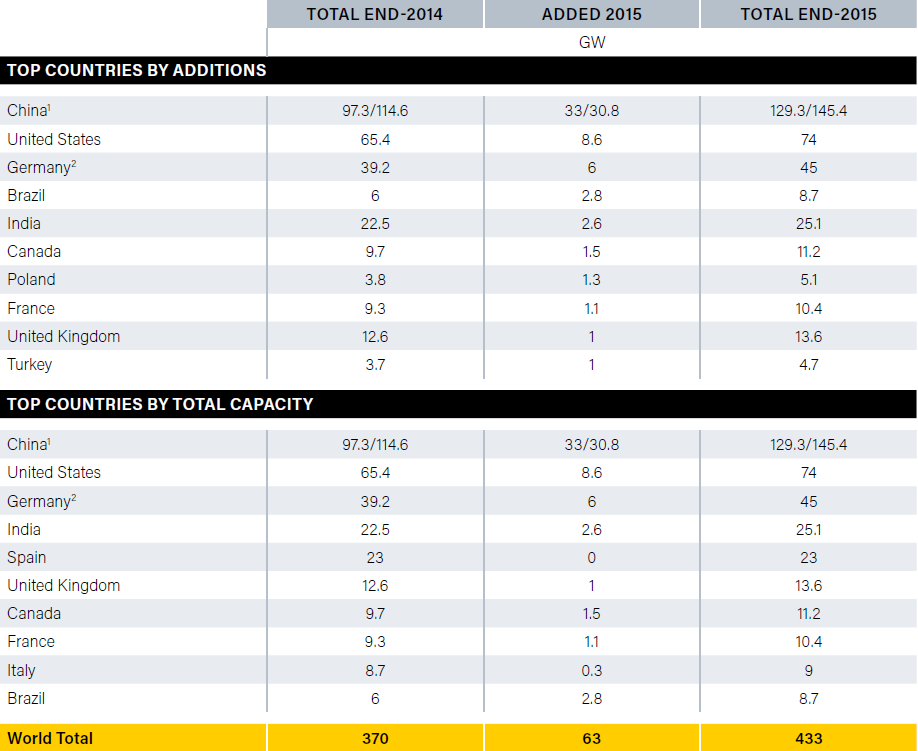 TOTAL END-2014 ADDED 2015 TOTAL END-2015
GW
TOP COUNTRIES BY ADDITIONS
China¹ 97.3/114.6 33/30.8 129.3/145.4
United States 65.4 8.6 74
Germany² 39.2 6 45
Brazil 6 2.8 8.7
India 22.5 2.6 25.1
Canada 9.7 1.5 11.2
Poland 3.8 1.3 5.1
France 9.3 1.1 10.4
United Kingdom 12.6 1 13.6
Turkey 3.7 1 4.7
TOP COUNTRIES BY TOTAL CAPACITY
China¹ 97.3/114.6 33/30.8 129.3/145.4
United States 65.4 8.6 74
Germany² 39.2 6 45
India 22.5 2.6 25.1
Spain 23 0 23
United Kingdom 12.6 1 13.6
Canada 9.7 1.5 11.2
France 9.3 1.1 10.4
Italy 8.7 0.3 9
Brazil 6 2.8 8.7
World Total 370 63 433